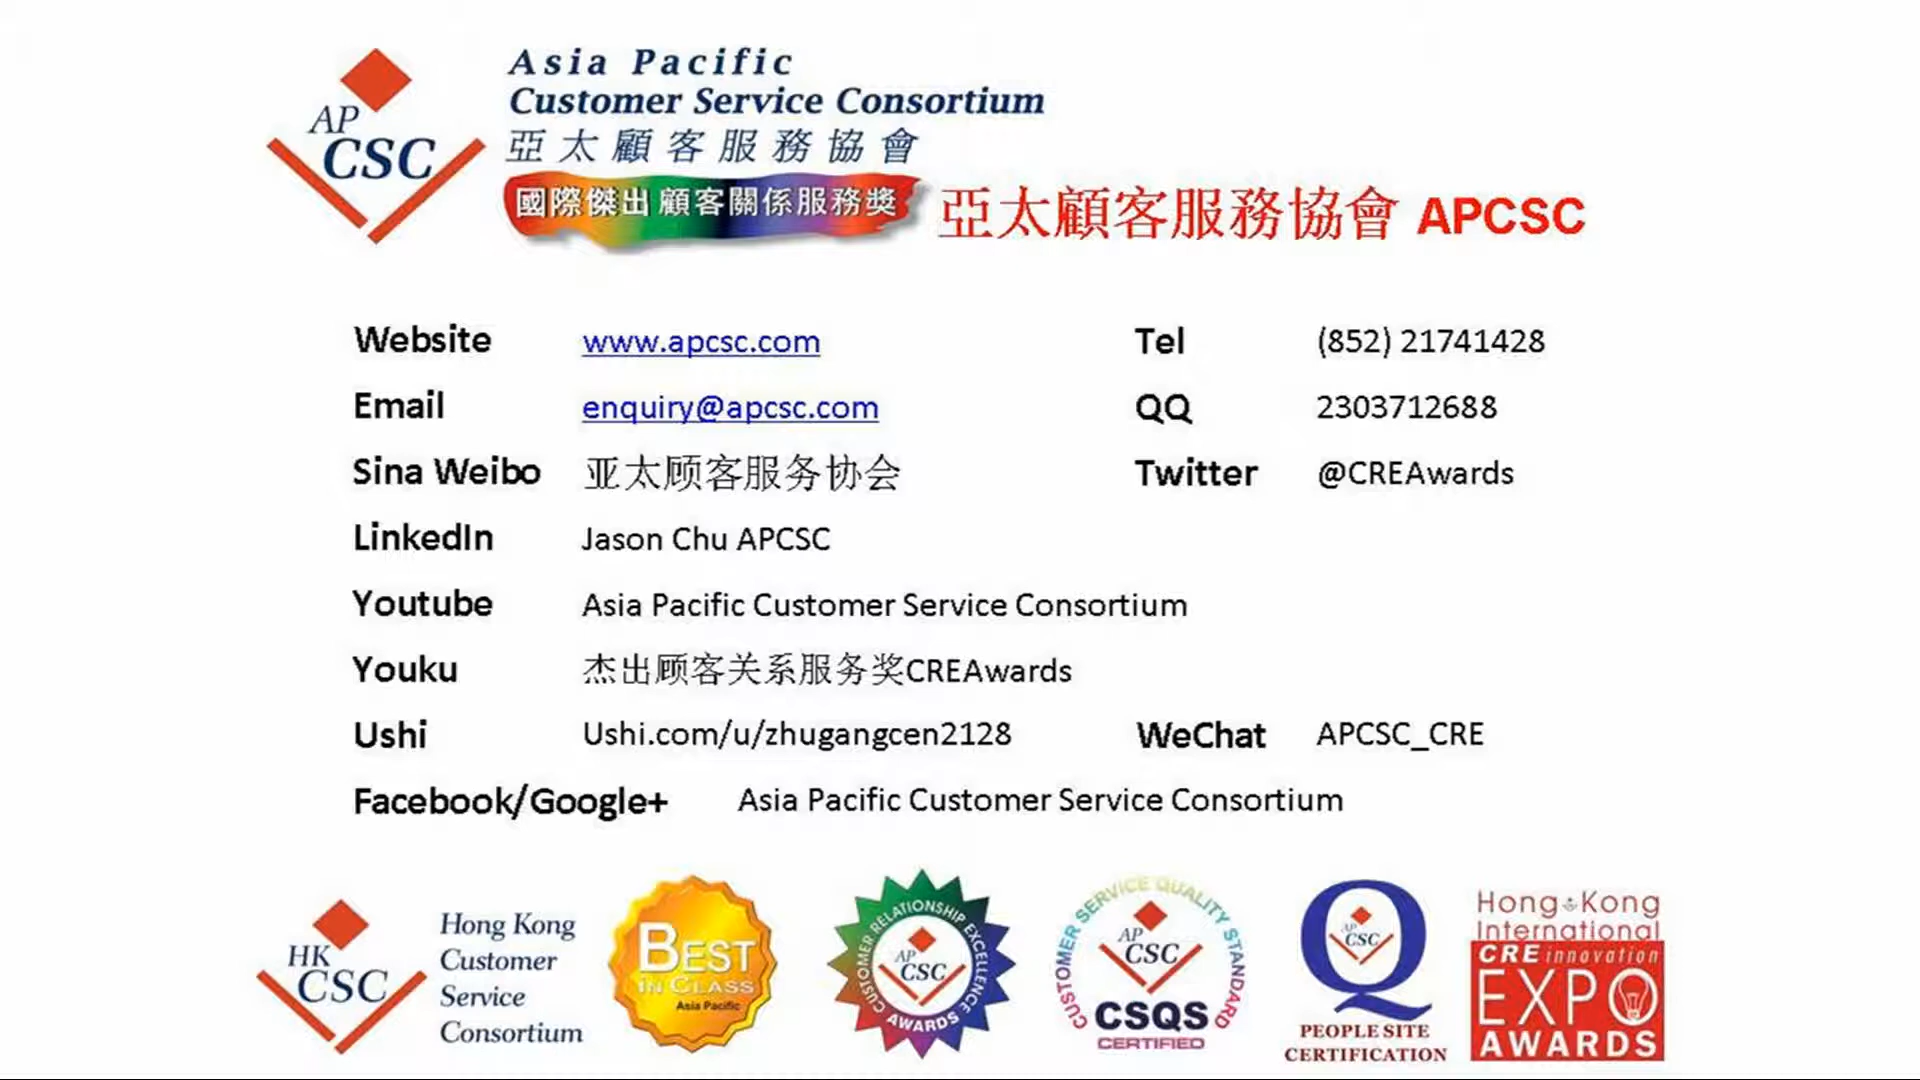 Asia Pacific
Customer Service Consortium
亞太顧客服務協會
AP
CSC
國際傑出顧客關係服務獎
亞太顧客服務協會 APCSC
Website www.apcsc.com Tel (852) 21741428
Email enquiry@apcsc.com QQ 2303712688
Sina Weibo 亚太顾客服务协会 Twitter @CREAwards
LinkedIn Jason Chu APCSC
Youtube Asia Pacific Customer Service Consortium
Youku 杰出顾客关系服务奖CREAwards
Ushi Ushi.com/u/zhugangcen2128 WeChat APCSC_CRE
Facebook/Google+ Asia Pacific Customer Service Consortium
HK
CSC
Hong Kong
Customer
Service
Consortium
BEST
IN CLASS
Asia Pacific
CUSTOMER RELATIONSHIP EXCELLENCE
AP
CSC
AWARDS
CUSTOMER SERVICE QUALITY STANDARD
AP
CSC
CSQS
CERTIFIED
AP
CSC
PEOPLE SITE
CERTIFICATION
Hong Kong
International
CRE innovation
EXPO
AWARDS